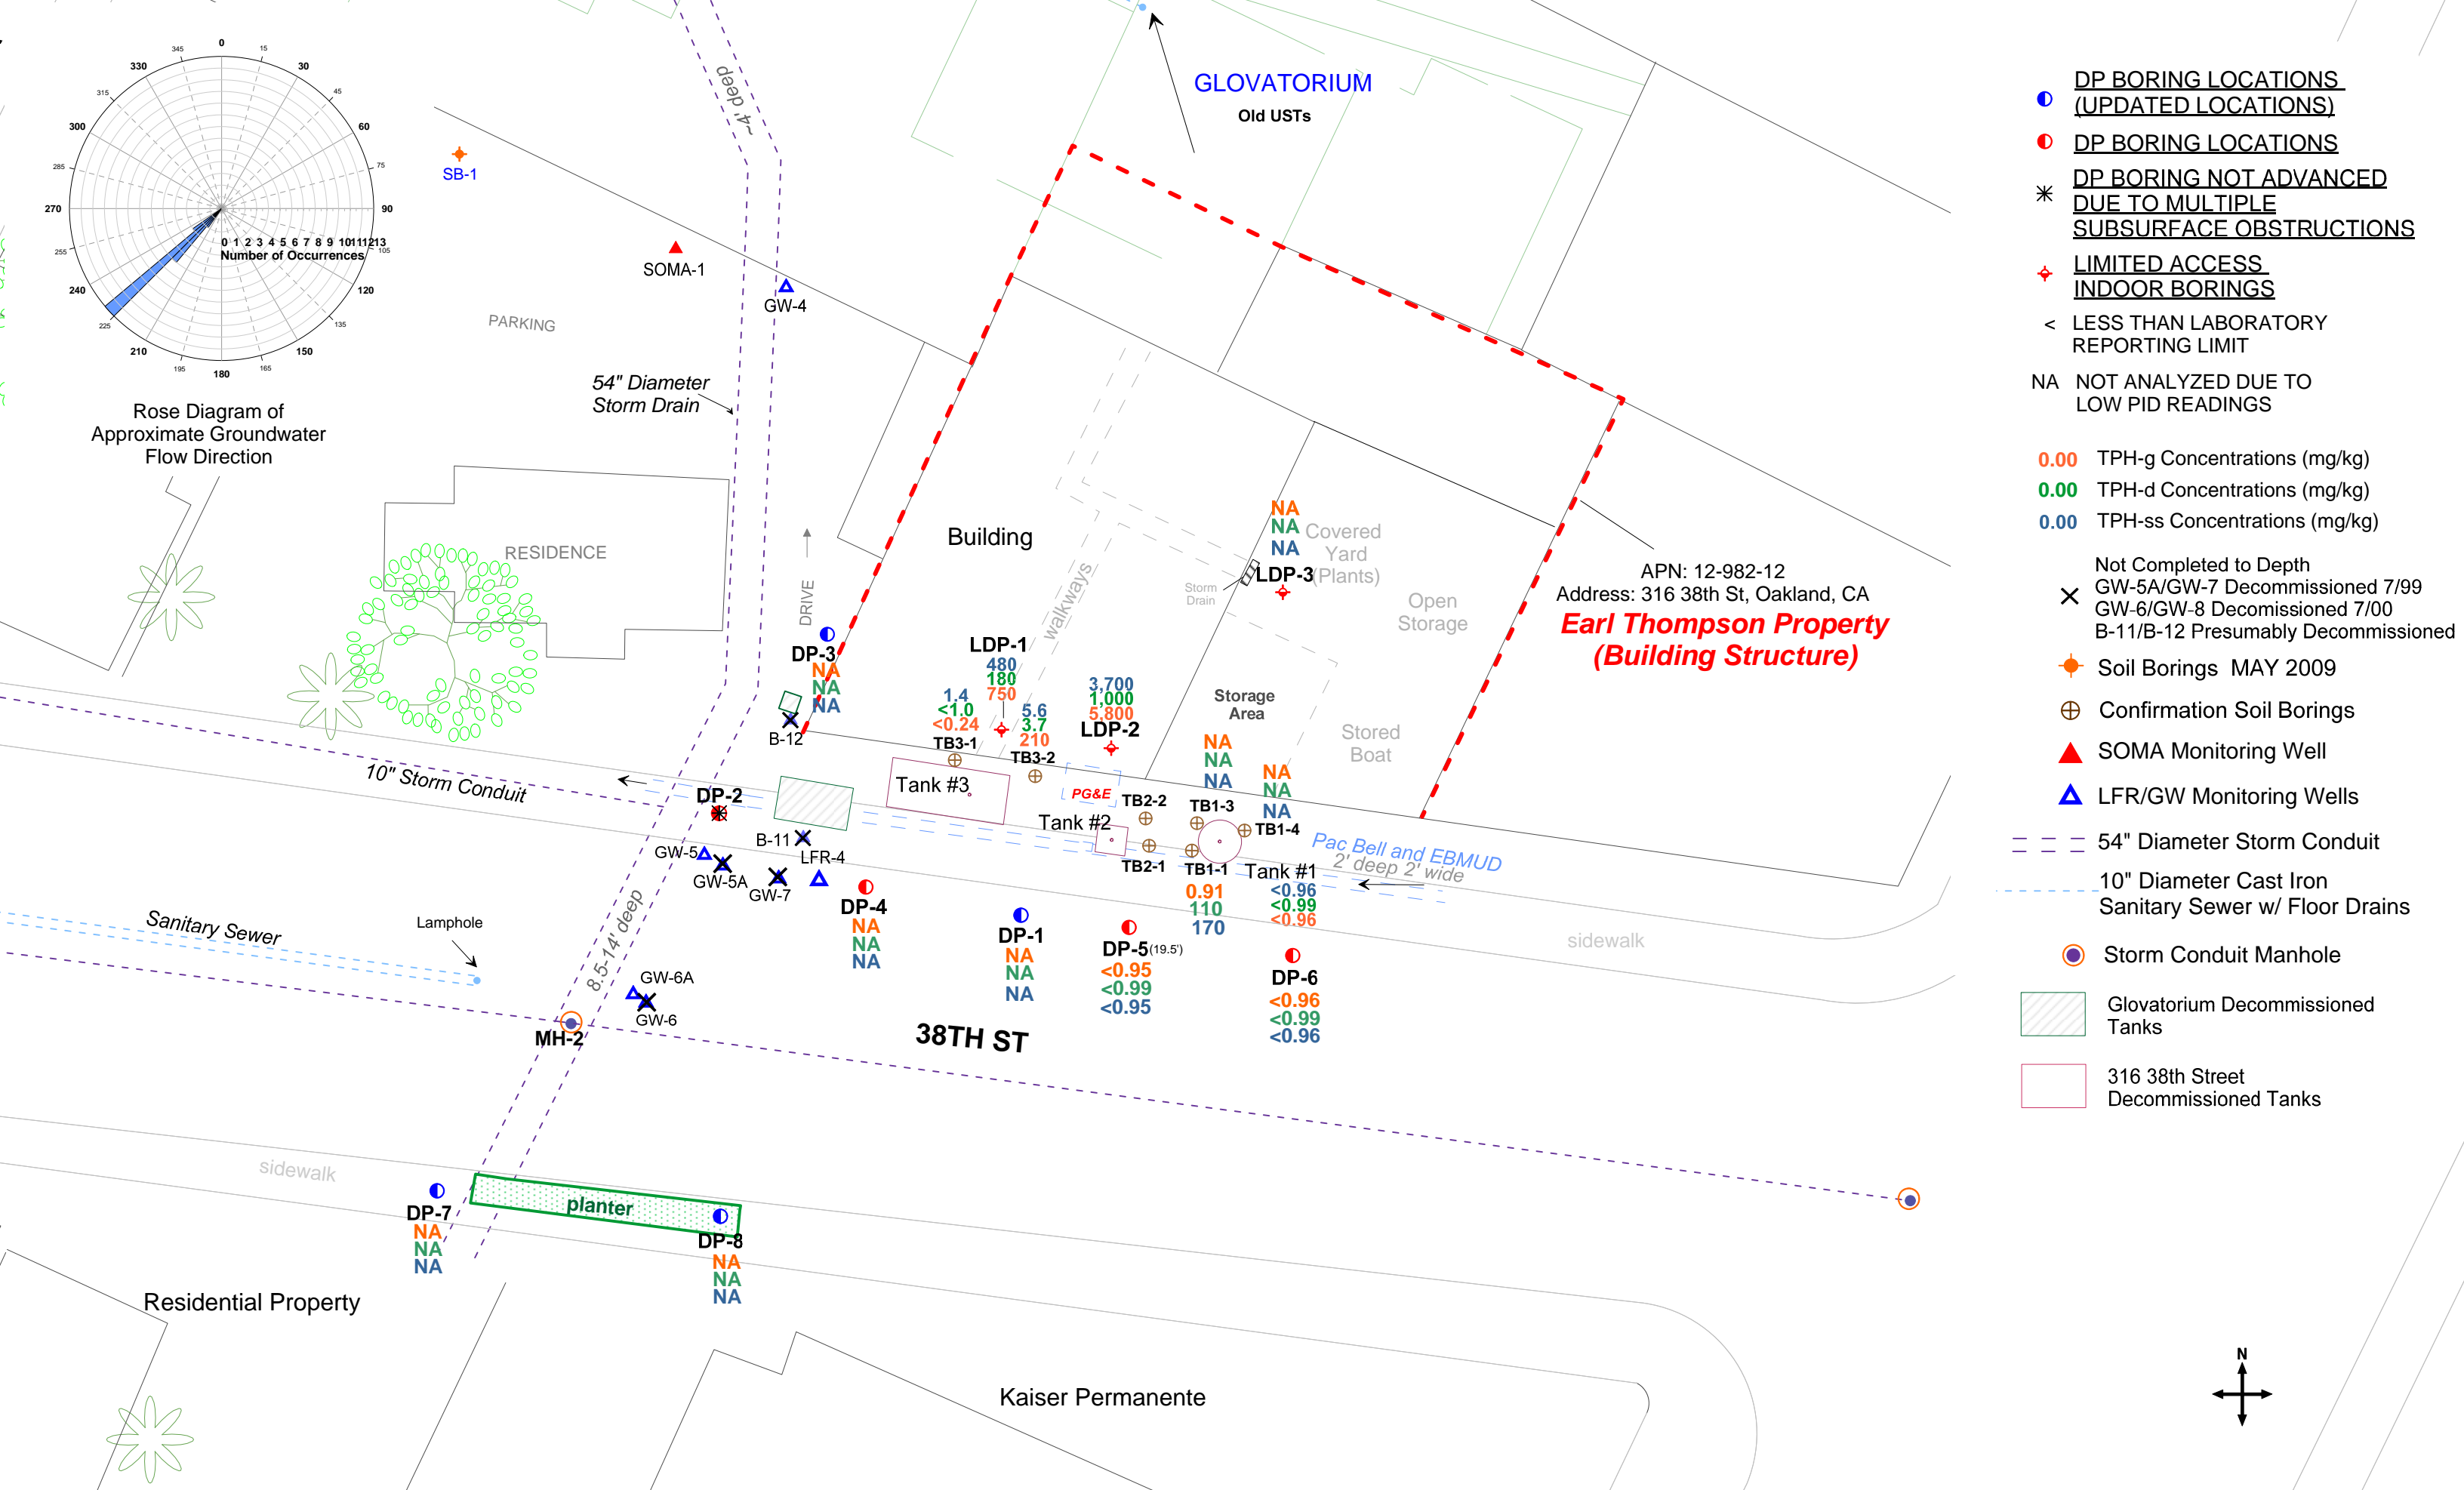 0
15
30
45
60
75
90
105
120
135
150
165
180
195
210
225
240
255
270
285
300
315
330
345
0 1 2 3 4 5 6 7 8 9 10 11 12 13
Number of Occurrences
Rose Diagram of
Approximate Groundwater
Flow Direction
SB-1
SOMA-1
GW-4
PARKING
~4' deep
54" Diameter
Storm Drain
RESIDENCE
DRIVE
GLOVATORIUM
Old USTs
Building
walkways
Storm
Drain
NA
NA
NA
LDP-3
Covered
Yard
(Plants)
Open
Storage
APN: 12-982-12
Address: 316 38th St, Oakland, CA
Earl Thompson Property
(Building Structure)
DP-3
NA
NA
NA
B-12
LDP-1
480
180
750
1.4
<1.0
<0.24
TB3-1
5.6
3.7
210
TB3-2
3,700
1,000
5,800
LDP-2
Storage
Area
Stored
Boat
NA
NA
NA
TB1-3
NA
NA
NA
TB1-4
10" Storm Conduit
DP-2
Tank #3
PG&E
TB2-2
Tank #2
TB2-1
TB1-1
0.91
110
170
Tank #1
<0.96
<0.99
<0.96
Pac Bell and EBMUD
2' deep 2' wide
B-11
LFR-4
GW-5
GW-5A
GW-7
DP-4
NA
NA
NA
DP-1
NA
NA
NA
DP-5 (19.5')
<0.95
<0.99
<0.95
DP-6
<0.96
<0.99
<0.96
sidewalk
Sanitary Sewer
Lamphole
8.5-14' deep
GW-6A
GW-6
MH-2
38TH ST
sidewalk
planter
DP-7
NA
NA
NA
DP-8
NA
NA
NA
Residential Property
Kaiser Permanente
DP BORING LOCATIONS
(UPDATED LOCATIONS)
DP BORING LOCATIONS
DP BORING NOT ADVANCED
DUE TO MULTIPLE
SUBSURFACE OBSTRUCTIONS
LIMITED ACCESS
INDOOR BORINGS
< LESS THAN LABORATORY
REPORTING LIMIT
NA NOT ANALYZED DUE TO
LOW PID READINGS
0.00 TPH-g Concentrations (mg/kg)
0.00 TPH-d Concentrations (mg/kg)
0.00 TPH-ss Concentrations (mg/kg)
Not Completed to Depth
GW-5A/GW-7 Decommissioned 7/99
GW-6/GW-8 Decomissioned 7/00
B-11/B-12 Presumably Decommissioned
Soil Borings MAY 2009
Confirmation Soil Borings
SOMA Monitoring Well
LFR/GW Monitoring Wells
54" Diameter Storm Conduit
10" Diameter Cast Iron
Sanitary Sewer w/ Floor Drains
Storm Conduit Manhole
Glovatorium Decommissioned
Tanks
316 38th Street
Decommissioned Tanks
N